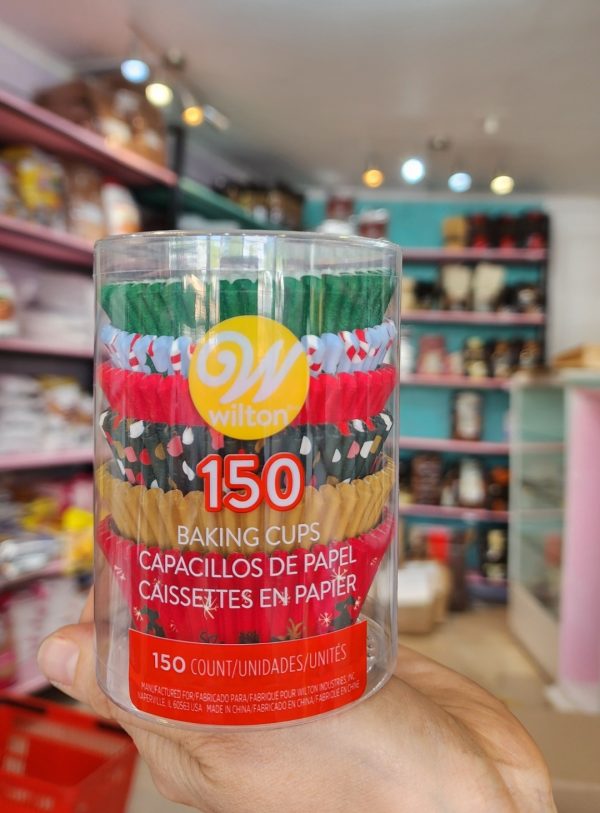 W
wilton
150
BAKING CUPS
CAPACILLOS DE PAPEL
CAISSETTES EN PAPIER
150 COUNT/UNIDADES/UNITÉS
MANUFACTURED FOR/FABRICADO PARA/FABRIQUÉ POUR WILTON INDUSTRIES, INC.
NAPERVILLE, IL 60563 USA MADE IN CHINA/FABRICADO EN CHINA/FABRIQUÉ EN CHINE